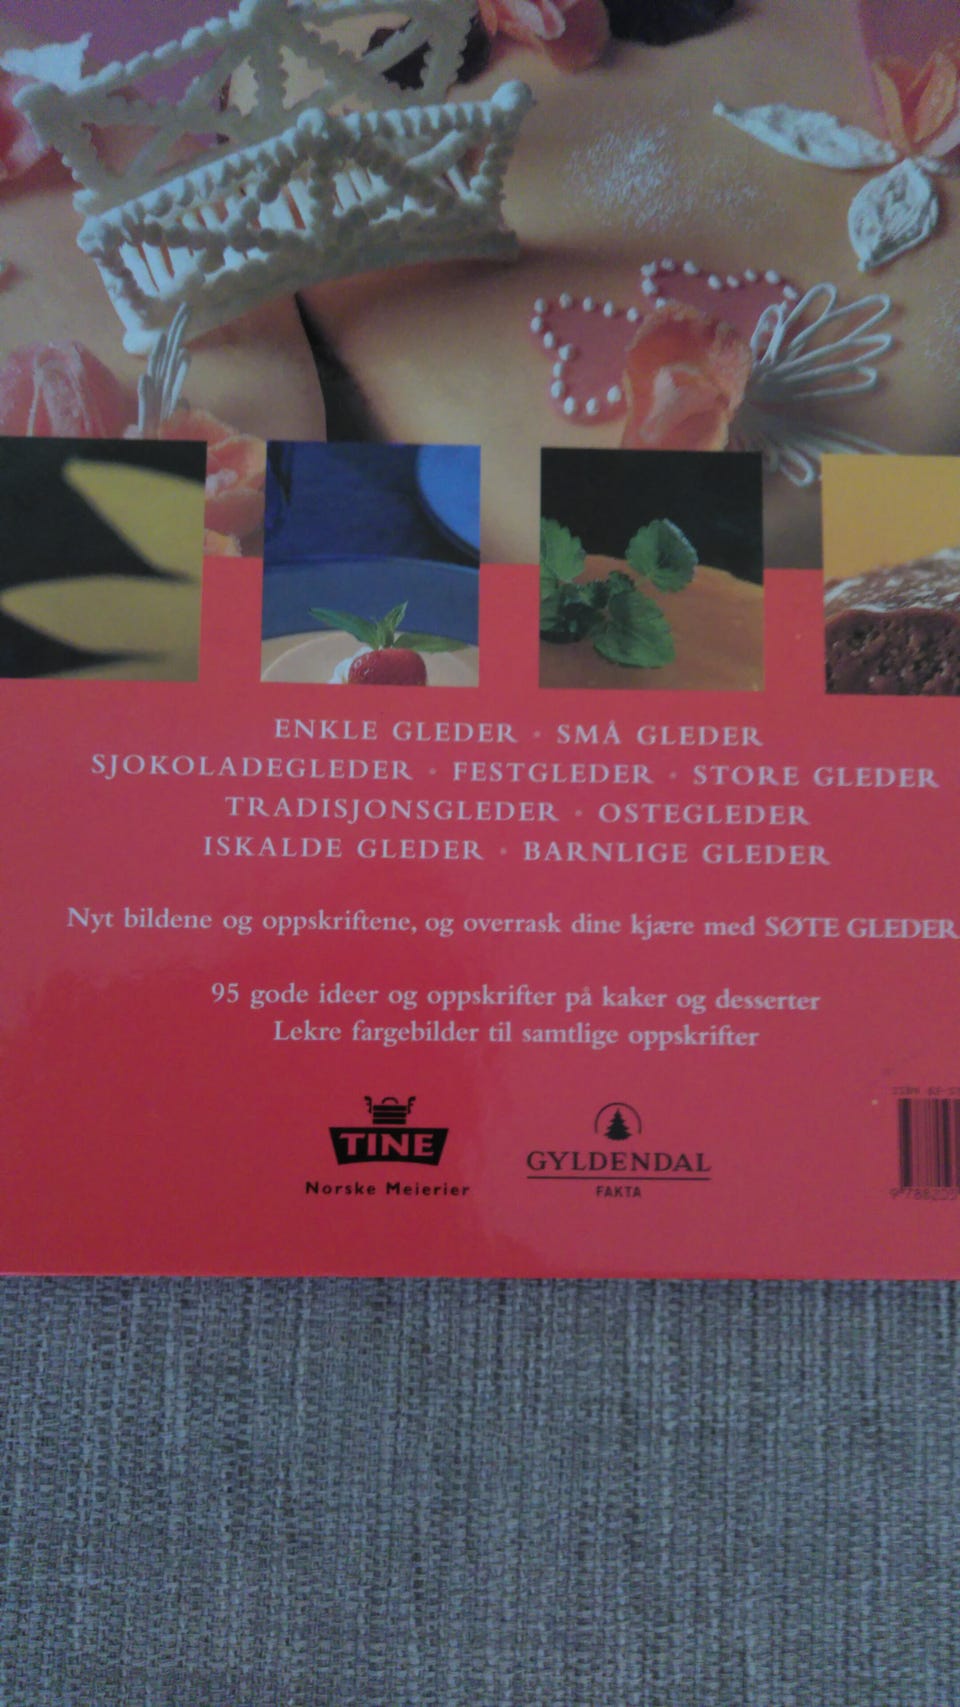 ENKLE GLEDER • SMÅ GLEDER
SJOKOLADEGLEDER • FESTGLEDER • STORE GLEDER
TRADISJONSGLEDER • OSTEGLEDER
ISKALDE GLEDER • BARNLIGE GLEDER
Nyt bildene og oppskriftene, og overrask dine kjære med SØTE GLEDER
95 gode ideer og oppskrifter på kaker og desserter
Lekre fargebilder til samtlige oppskrifter
TINE
Norske Meierier
GYLDENDAL
FAKTA
ISBN